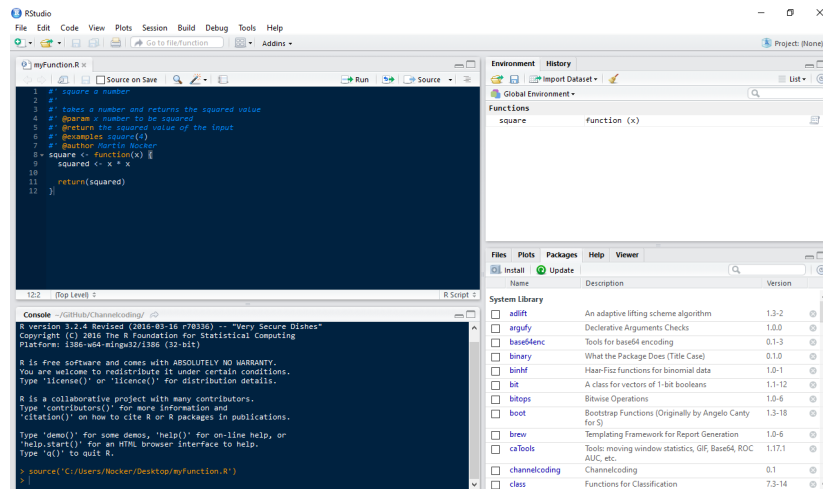 RStudio
File Edit Code View Plots Session Build Debug Tools Help
Go to file/function Addins
Project: (None)
myFunction.R
Source on Save Run Source
1 #' square a number
2 #'
3 #' takes a number and returns the squared value
4 #' @param x number to be squared
5 #' @return the squared value of the input
6 #' @examples square(4)
7 #' @author Martin Nocker
8 square <- function(x) {
9 squared <- x * x
10
11 return(squared)
12 }
12:2 (Top Level) R Script
Console ~/GitHub/Channelcoding/
R version 3.2.4 Revised (2016-03-16 r70336) -- "Very Secure Dishes"
Copyright (C) 2016 The R Foundation for Statistical Computing
Platform: i386-w64-mingw32/i386 (32-bit)
R is free software and comes with ABSOLUTELY NO WARRANTY.
You are welcome to redistribute it under certain conditions.
Type 'license()' or 'licence()' for distribution details.
R is a collaborative project with many contributors.
Type 'contributors()' for more information and
'citation()' on how to cite R or R packages in publications.
Type 'demo()' for some demos, 'help()' for on-line help, or
'help.start()' for an HTML browser interface to help.
Type 'q()' to quit R.
> source('C:/Users/Nocker/Desktop/myFunction.R')
>
Environment History
Import Dataset List
Global Environment
Functions
square function (x)
Files Plots Packages Help Viewer
Install Update
Name Description Version
System Library
adlift An adaptive lifting scheme algorithm 1.3-2
argufy Declerative Arguments Checks 1.0.0
base64enc Tools for base64 encoding 0.1-3
binary What the Package Does (Title Case) 0.1.0
binhf Haar-Fisz functions for binomial data 1.0-1
bit A class for vectors of 1-bit booleans 1.1-12
bitops Bitwise Operations 1.0-6
boot Bootstrap Functions (Originally by Angelo Canty for S) 1.3-18
brew Templating Framework for Report Generation 1.0-6
caTools Tools: moving window statistics, GIF, Base64, ROC AUC, etc. 1.17.1
channelcoding Channelcoding 0.1
class Functions for Classification 7.3-14